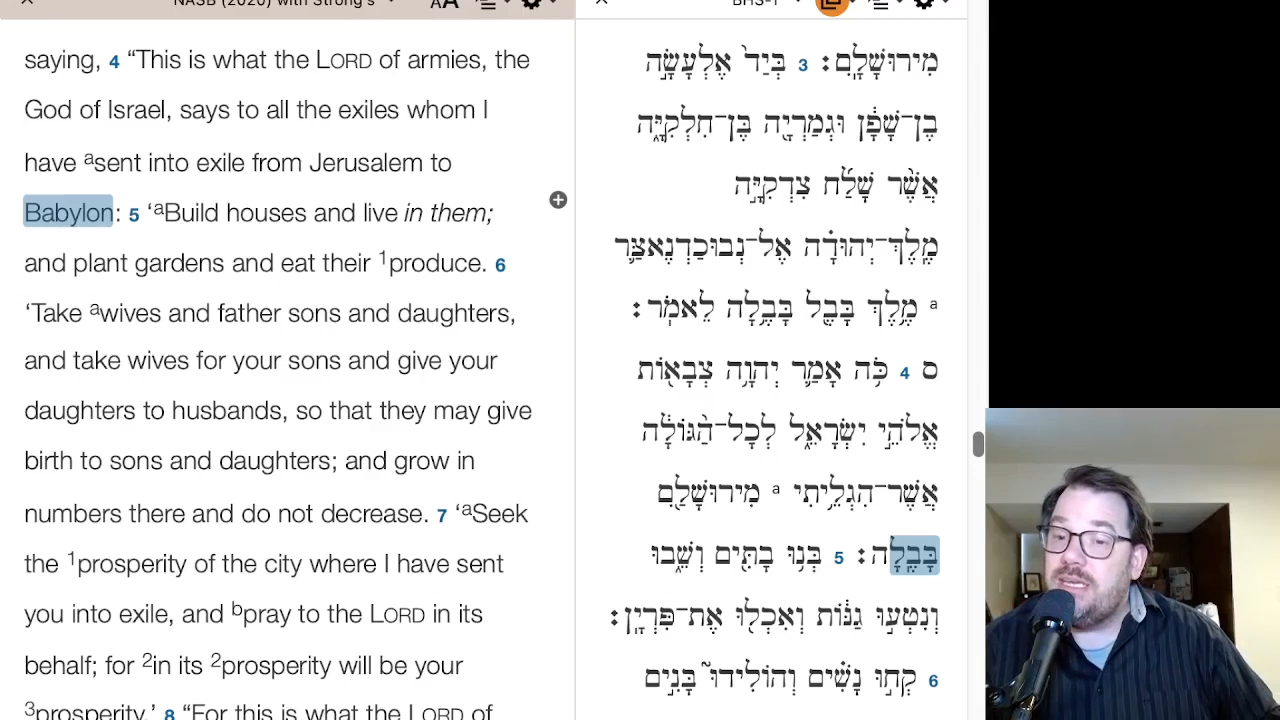 NASB (2020) with Strong's
saying, 4 “This is what the LORD of armies, the
God of Israel, says to all the exiles whom I
have ᵃsent into exile from Jerusalem to
Babylon: 5 ‘ᵃBuild houses and live in them;
and plant gardens and eat their ¹produce. 6
‘Take ᵃwives and father sons and daughters,
and take wives for your sons and give your
daughters to husbands, so that they may give
birth to sons and daughters; and grow in
numbers there and do not decrease. 7 ‘ᵃSeek
the ¹prosperity of the city where I have sent
you into exile, and ᵇpray to the LORD in its
behalf; for ²in its ²prosperity will be your
³prosperity.’ 8 “For this is what the LORD of
BHS-T
מִירוּשָׁלִַ֖ם׃ 3 בְּיַד֙ אֶלְעָשָׂ֣ה
בֶן־שָׁפָ֔ן וּגְמַרְיָ֖ה בֶּן־חִלְקִיָּ֑ה
אֲשֶׁ֨ר שָׁלַ֜ח צִדְקִיָּ֣ה
מֶֽלֶךְ־יְהוּדָ֗ה אֶל־נְבוּכַדְנֶאצַּ֛ר
ᵃ מֶ֥לֶךְ בָּבֶ֖ל בָּבֶ֥לָה לֵאמֹֽר׃
ס 4 כֹּ֥ה אָמַ֛ר יְהוָ֥ה צְבָא֖וֹת
אֱלֹהֵ֣י יִשְׂרָאֵ֑ל לְכָל־הַ֨גּוֹלָ֔ה
אֲשֶׁר־הִגְלֵ֥יתִי ᵃ מִירוּשָׁלִַ֖ם
בָּבֶֽלָה׃ 5 בְּנ֥וּ בָתִּ֖ים וְשֵׁ֑בוּ
וְנִטְע֣וּ גַנּ֔וֹת וְאִכְל֖וּ אֶת־פִּרְיָֽן׃
6 קְח֣וּ נָשִׁ֗ים וְהוֹלִידוּ֮ בָּנִ֣ים